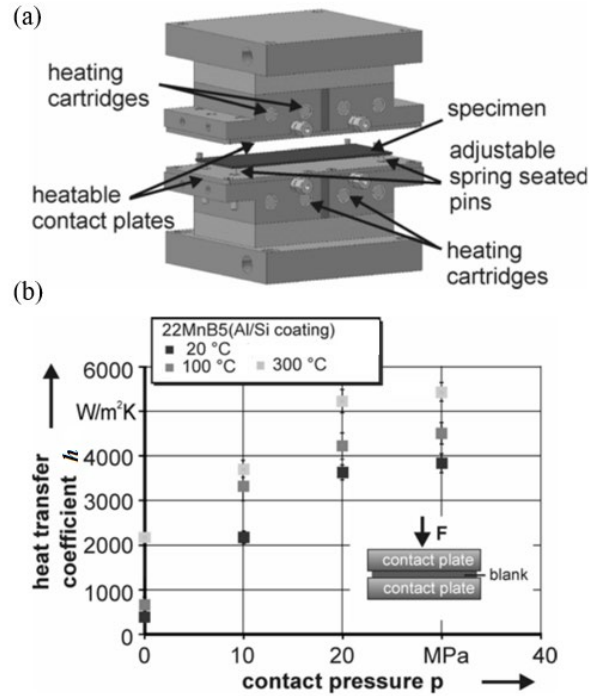 (a)
heating
cartridges
specimen
adjustable
spring seated
pins
heatable
contact plates
heating
cartridges
(b)
22MnB5(Al/Si coating)
20 °C
100 °C 300 °C
6000
W/m²K
4000
3000
2000
1000
0
heat transfer
coefficient h
F
contact plate
blank
contact plate
0 10 20 MPa 40
contact pressure p